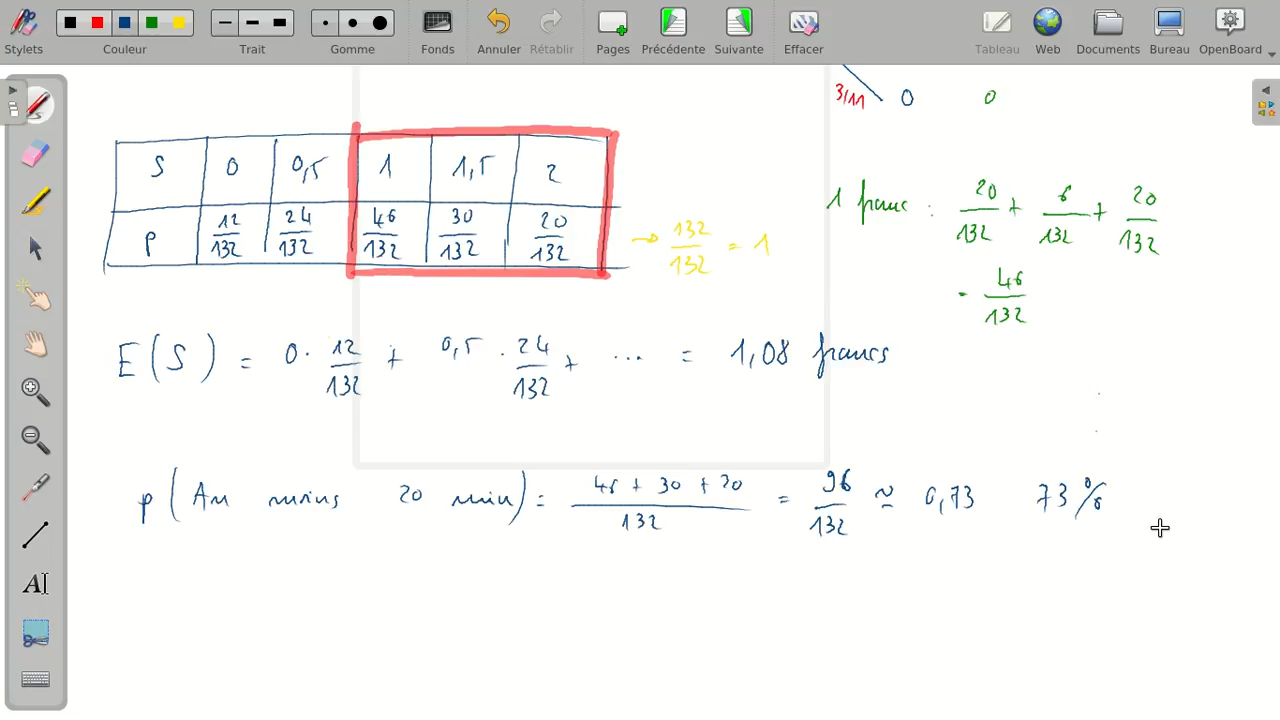 Stylets Couleur Trait Gomme Fonds Annuler Rétablir Pages Précédente Suivante Effacer Tableau Web Documents Bureau OpenBoard
3/11 0 0
S 0 0,5 1 1,5 2
P 12/132 24/132 46/132 30/132 20/132
→ 132/132 = 1
1 franc : 20/132 + 6/132 + 20/132
= 46/132
E(S) = 0 · 12/132 + 0,5 · 24/132 + ... = 1,08 francs
p(Au moins 20 min) = 46 + 30 + 20 / 132 = 96/132 ≈ 0,73 73%